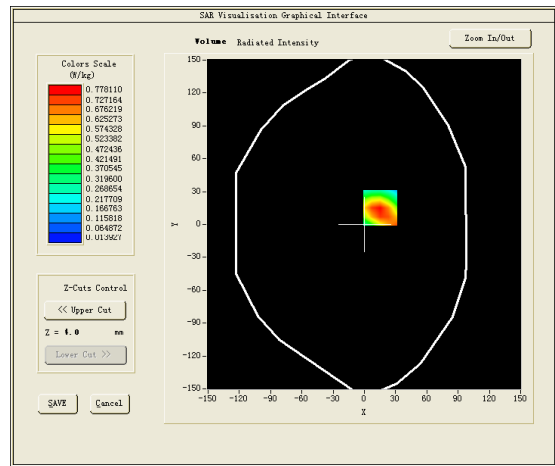 SAR Visualisation Graphical Interface
Volume Radiated Intensity
Zoom In/Out
Colors Scale
(W/kg)
0.778110
0.727164
0.676219
0.625273
0.574328
0.523382
0.472436
0.421491
0.370545
0.319600
0.268654
0.217709
0.166763
0.115818
0.064872
0.013927
Z-Cuts Control
<< Upper Cut
Z = 4.0 mm
Lower Cut >>
SAVE Cancel
150
120
90
60
30
0
-30
-60
-90
-120
-150
Y
-150 -120 -90 -60 -30 0 30 60 90 120 150
X